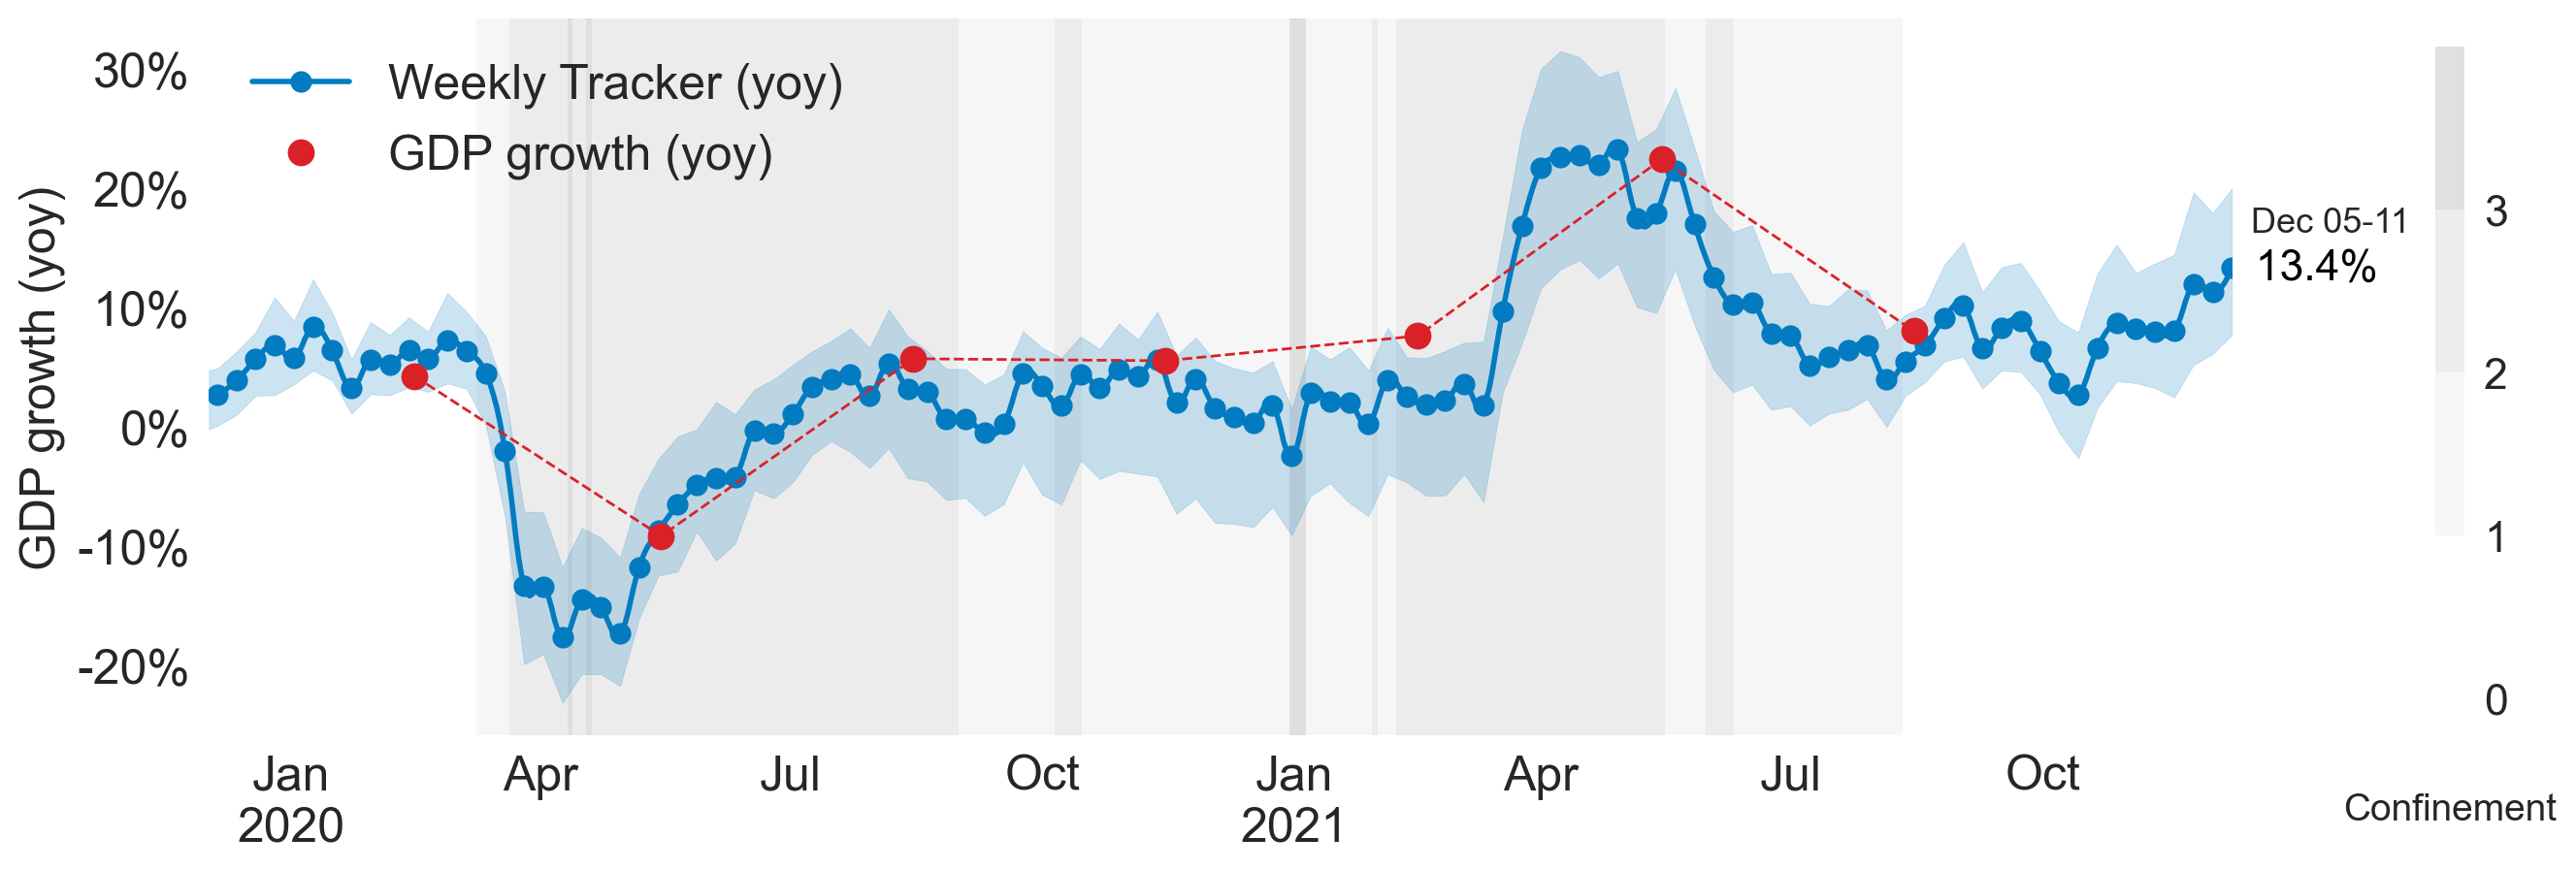 30%
20%
10%
0%
-10%
-20%
GDP growth (yoy)
Weekly Tracker (yoy)
GDP growth (yoy)
Dec 05-11
13.4%
3
2
1
0
Confinement
Jan Apr Jul Oct Jan Apr Jul Oct
2020 2021